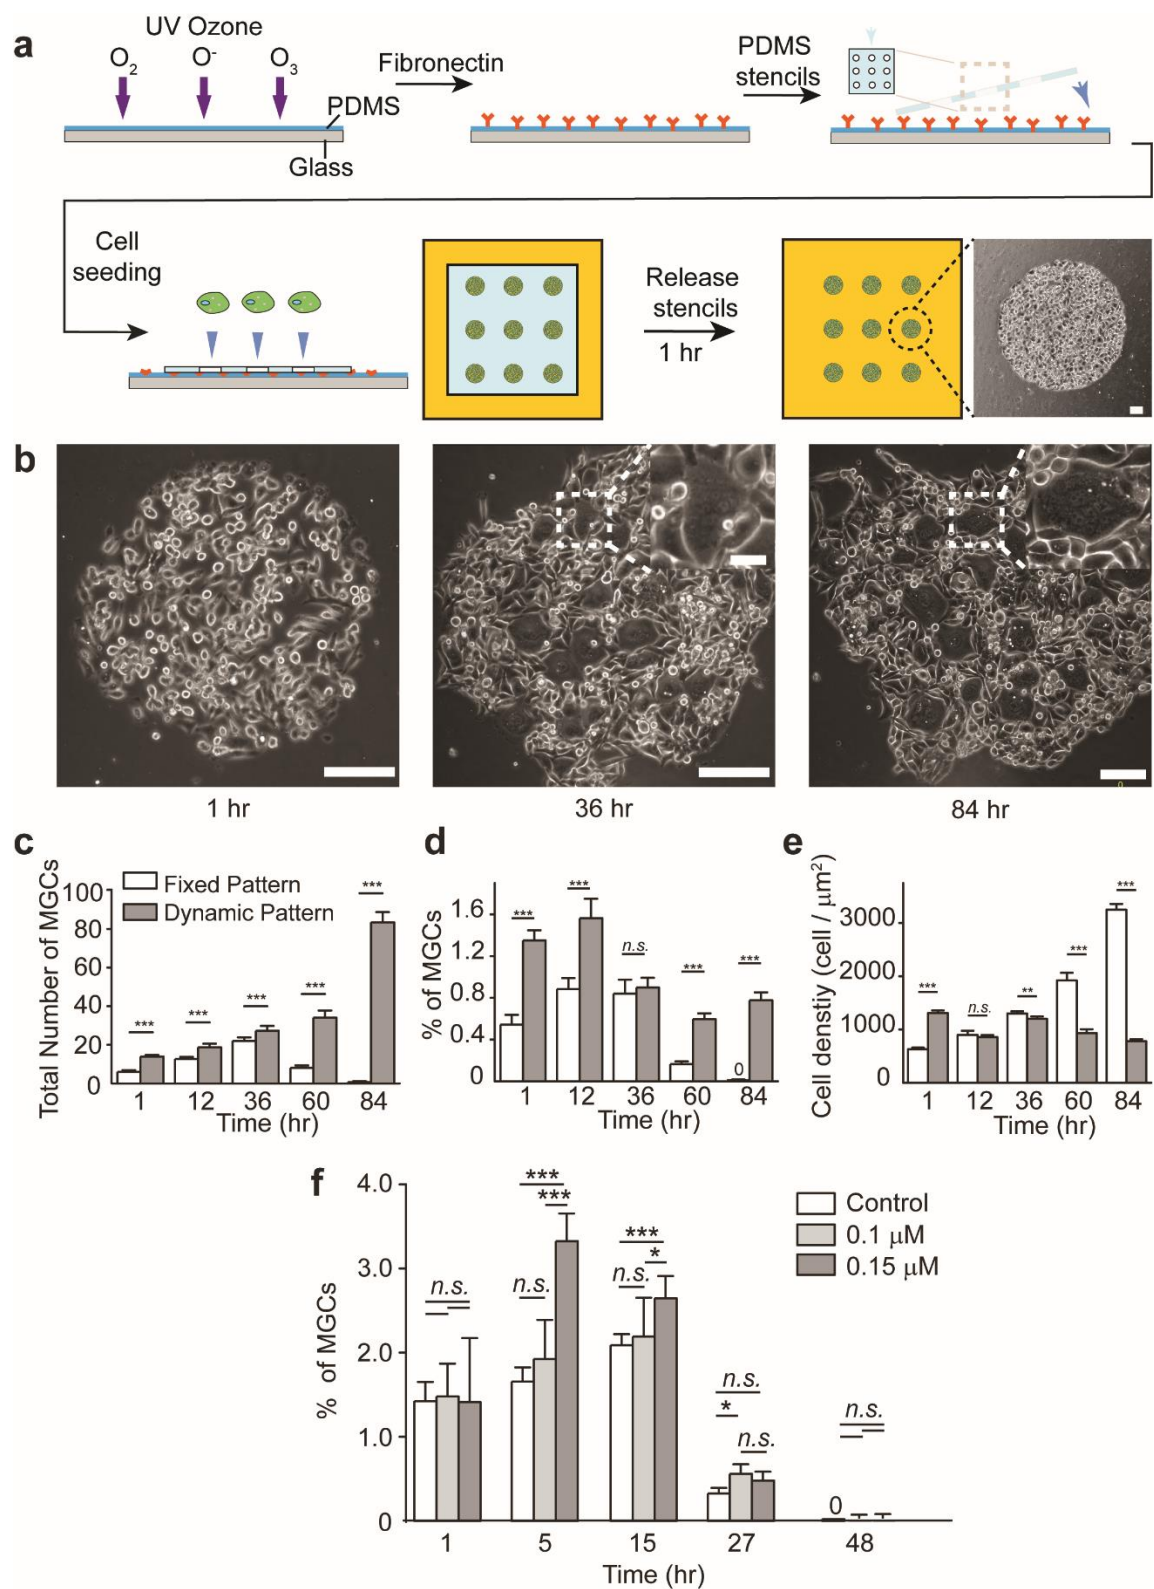 a
UV Ozone
O2 O- O3
PDMS
Glass
Fibronectin
PDMS
stencils
Cell
seeding
Release
stencils
1 hr
b
1 hr
36 hr
84 hr
c
Total Number of MGCs
100
80
60
40
20
0
Fixed Pattern
Dynamic Pattern
***
***
***
***
***
1 12 36 60 84
Time (hr)
d
% of MGCs
1.6
1.2
0.8
0.4
0
***
***
n.s.
***
***
0
1 12 36 60 84
Time (hr)
e
Cell denstiy (cell / μm2)
3000
2000
1000
0
***
n.s.
**
***
***
1 12 36 60 84
Time (hr)
f
% of MGCs
4.0
3.0
2.0
1.0
0
Control
0.1 μM
0.15 μM
n.s.
***
***
n.s.
***
*
n.s.
n.s.
*
n.s.
n.s.
0
1 5 15 27 48
Time (hr)